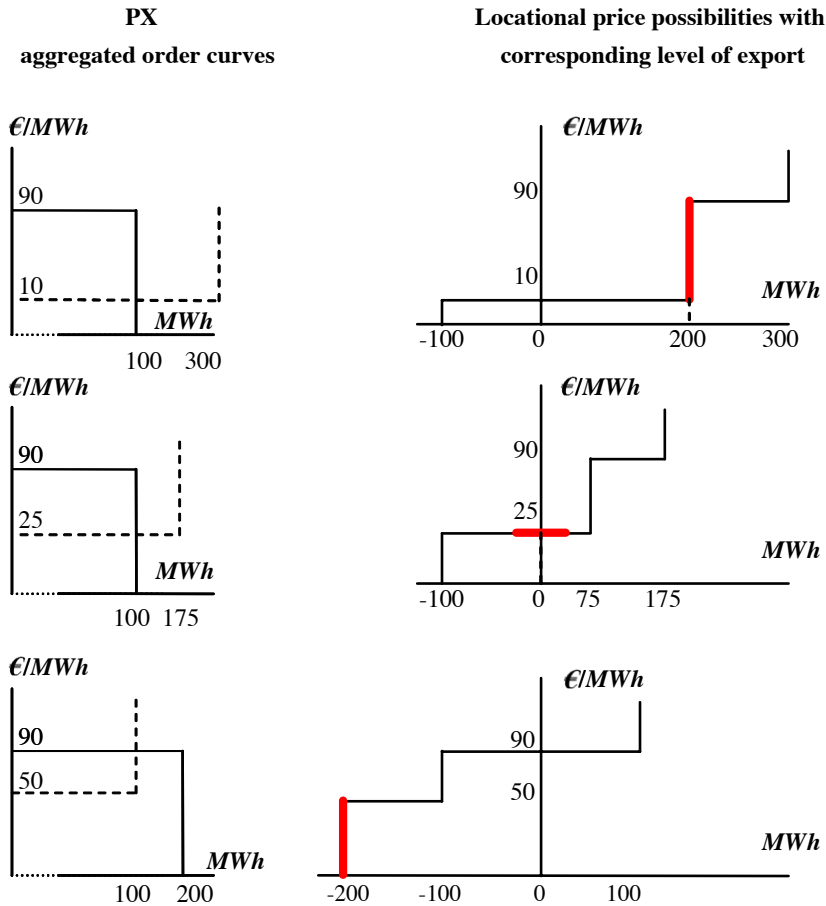 PX
aggregated order curves
Locational price possibilities with
corresponding level of export
€/MWh
90
10
MWh
100 300
€/MWh
90
10
MWh
-100 0 200 300
€/MWh
90
25
MWh
100 175
€/MWh
90
25
MWh
-100 0 75 175
€/MWh
90
50
MWh
100 200
€/MWh
90
50
MWh
-200 -100 0 100